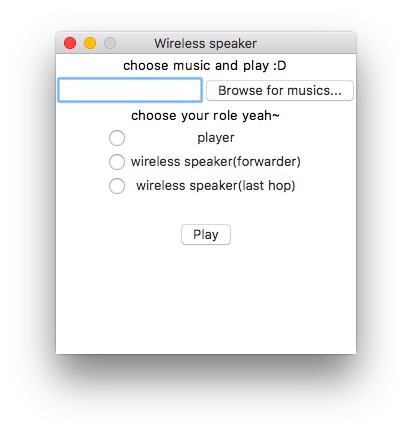 Wireless speaker
choose music and play :D
Browse for musics...
choose your role yeah~
player
wireless speaker(forwarder)
wireless speaker(last hop)
Play